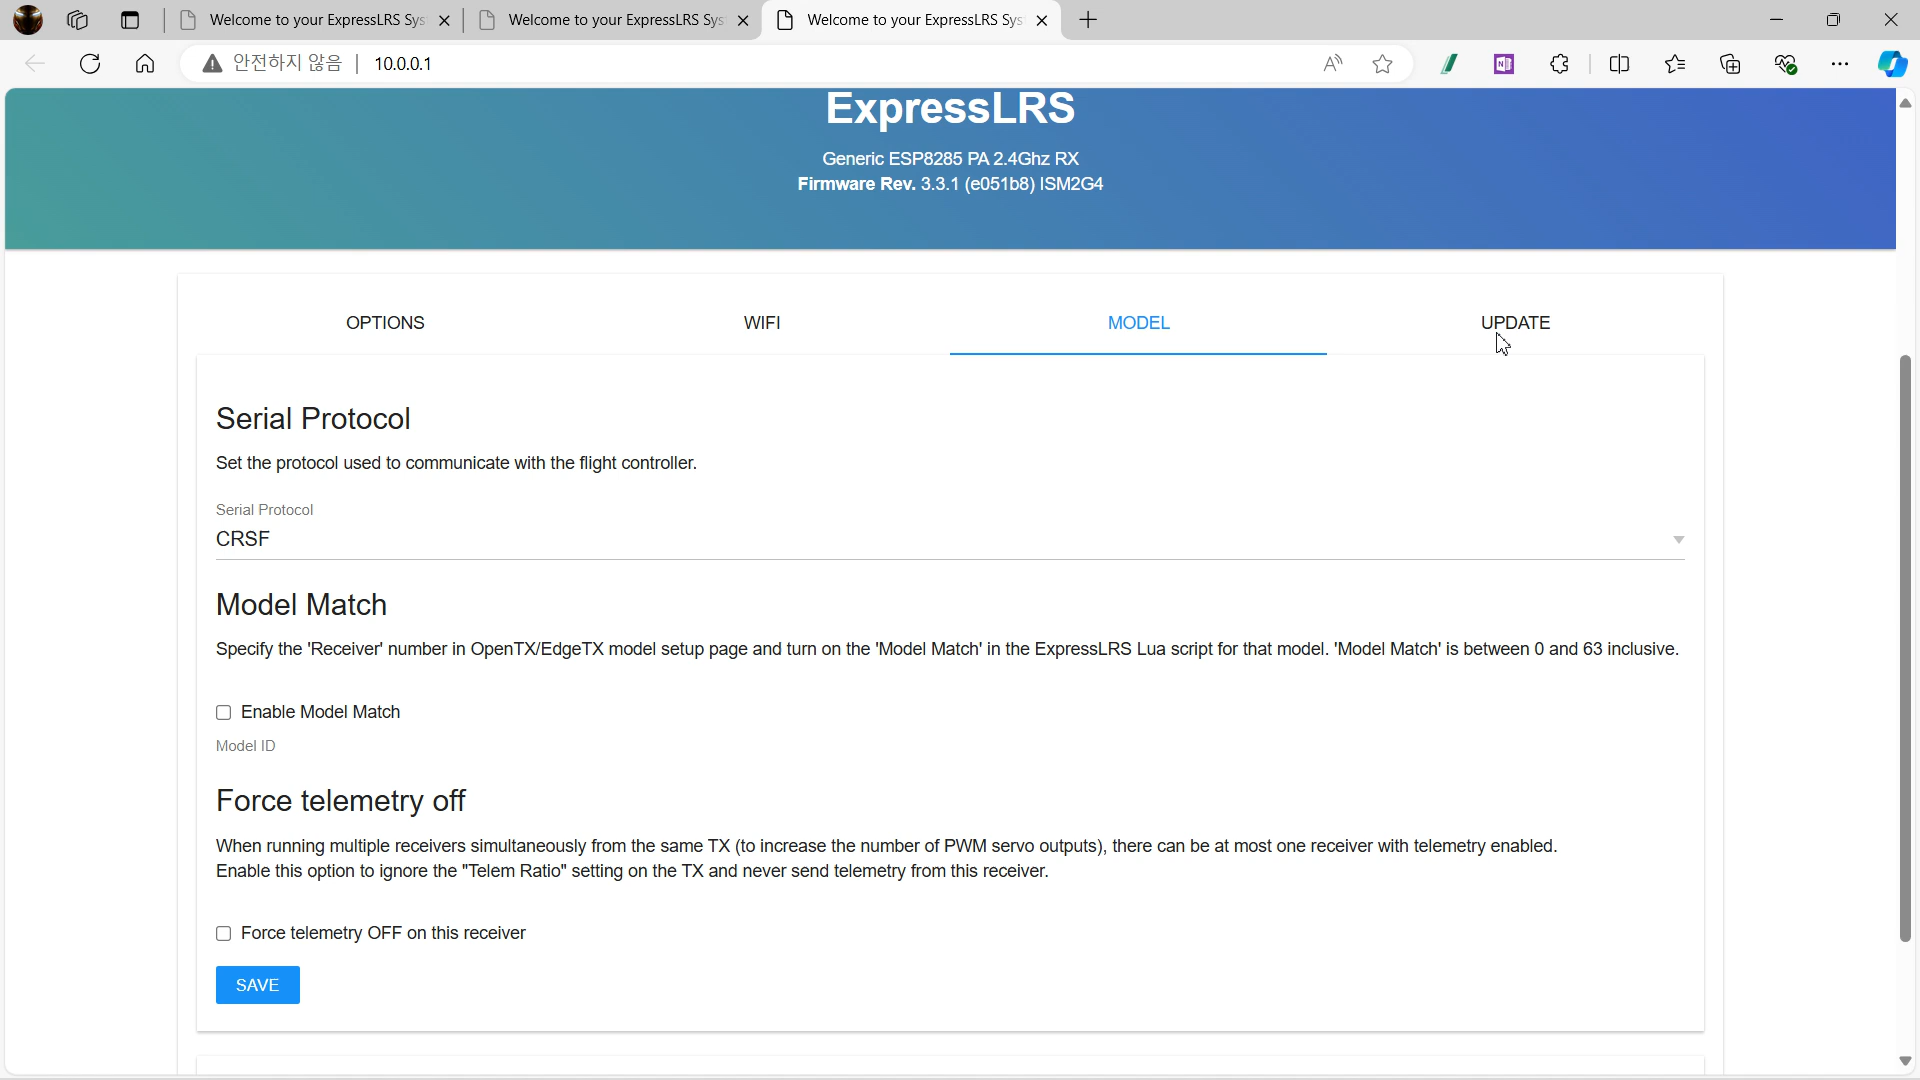 Welcome to your ExpressLRS Sys
Welcome to your ExpressLRS Sys
Welcome to your ExpressLRS Syst
안전하지 않음 | 10.0.0.1
ExpressLRS
Generic ESP8285 PA 2.4Ghz RX
Firmware Rev. 3.3.1 (e051b8) ISM2G4
OPTIONS WIFI MODEL UPDATE
Serial Protocol
Set the protocol used to communicate with the flight controller.
Serial Protocol
CRSF
Model Match
Specify the 'Receiver' number in OpenTX/EdgeTX model setup page and turn on the 'Model Match' in the ExpressLRS Lua script for that model. 'Model Match' is between 0 and 63 inclusive.
Enable Model Match
Model ID
Force telemetry off
When running multiple receivers simultaneously from the same TX (to increase the number of PWM servo outputs), there can be at most one receiver with telemetry enabled.
Enable this option to ignore the "Telem Ratio" setting on the TX and never send telemetry from this receiver.
Force telemetry OFF on this receiver
SAVE